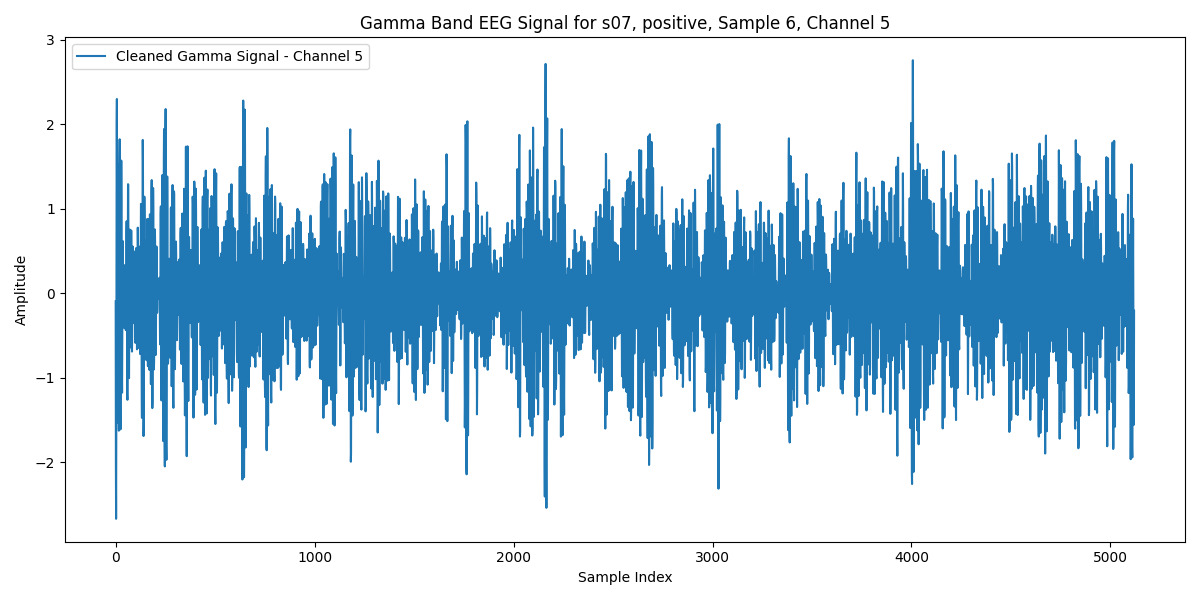 Gamma Band EEG Signal for s07, positive, Sample 6, Channel 5
Cleaned Gamma Signal - Channel 5
3
2
1
0
−1
−2
Amplitude
0 1000 2000 3000 4000 5000
Sample Index